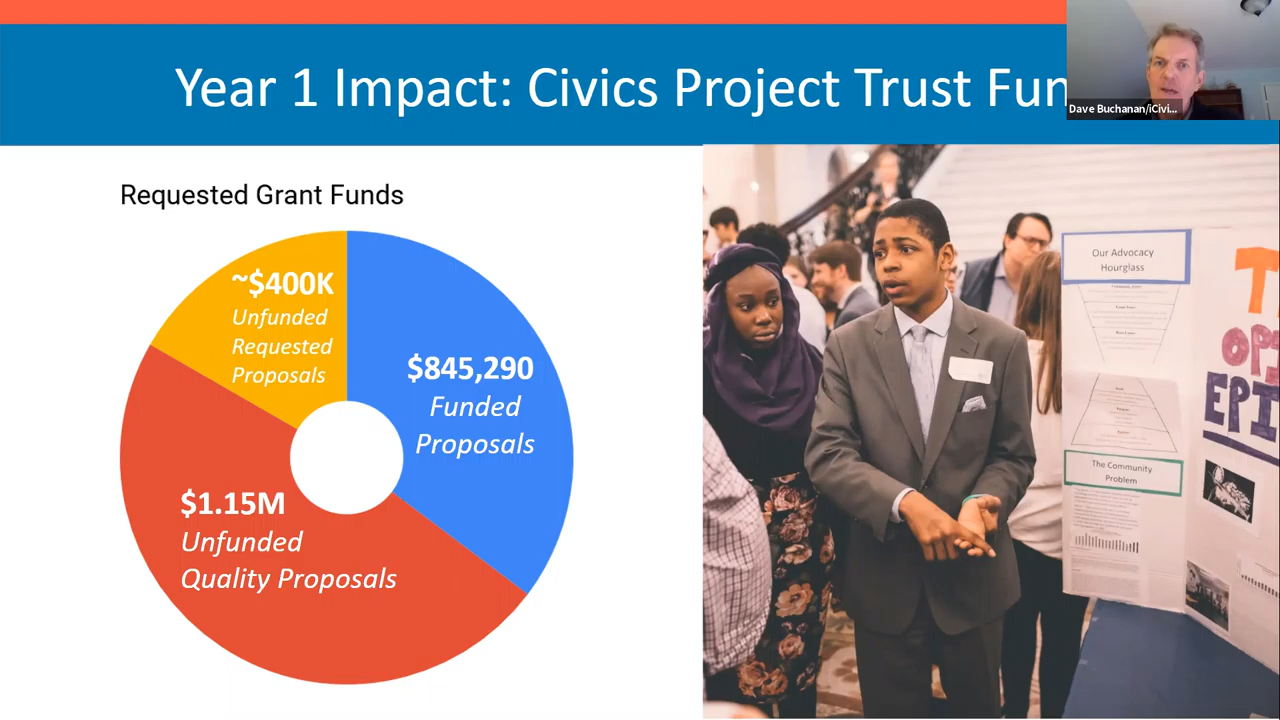 Year 1 Impact: Civics Project Trust Fun
Dave Buchanan/iCivi...
Requested Grant Funds
~$400K
Unfunded
Requested
Proposals
$845,290
Funded
Proposals
$1.15M
Unfunded
Quality Proposals
Our Advocacy
Hourglass
The Community
Problem